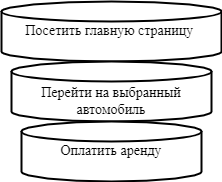 Посетить главную страницу
Перейти на выбранный
автомобиль
Оплатить аренду